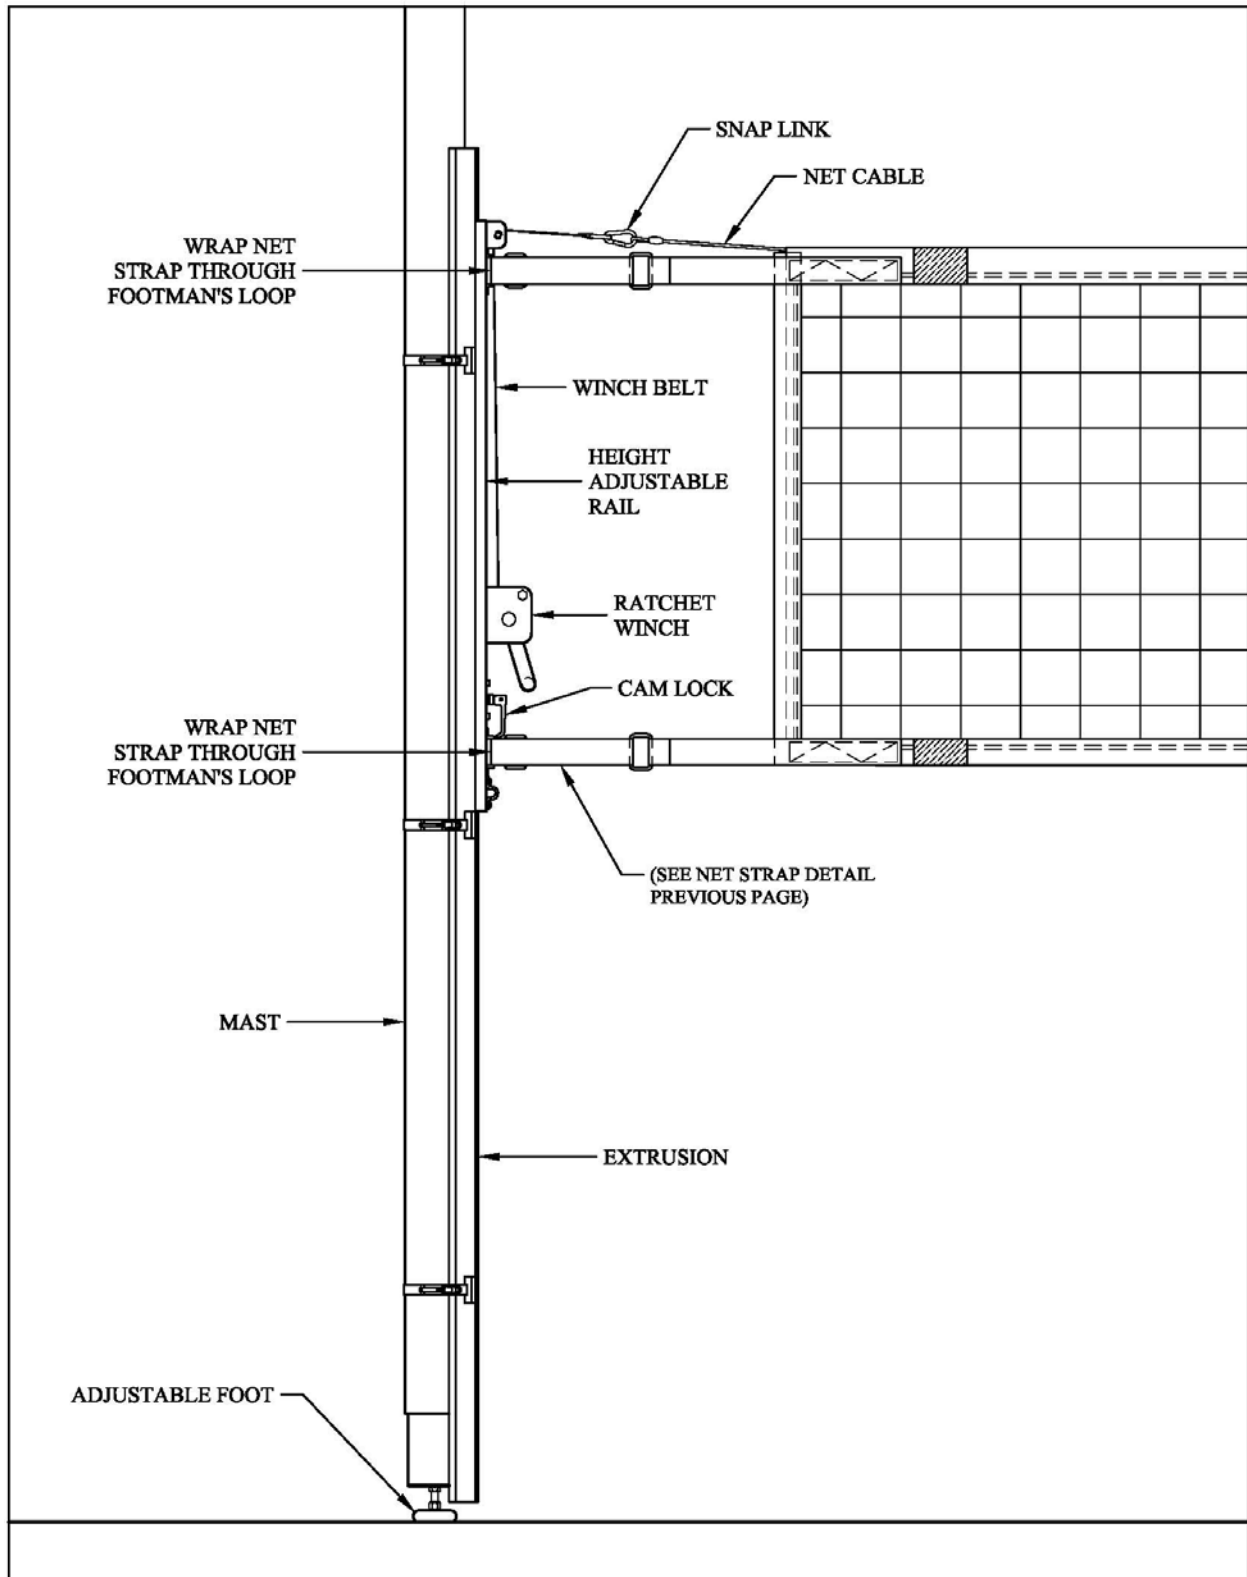 SNAP LINK
NET CABLE
WRAP NET
STRAP THROUGH
FOOTMAN'S LOOP
WINCH BELT
HEIGHT
ADJUSTABLE
RAIL
RATCHET
WINCH
CAM LOCK
WRAP NET
STRAP THROUGH
FOOTMAN'S LOOP
(SEE NET STRAP DETAIL
PREVIOUS PAGE)
MAST
EXTRUSION
ADJUSTABLE FOOT